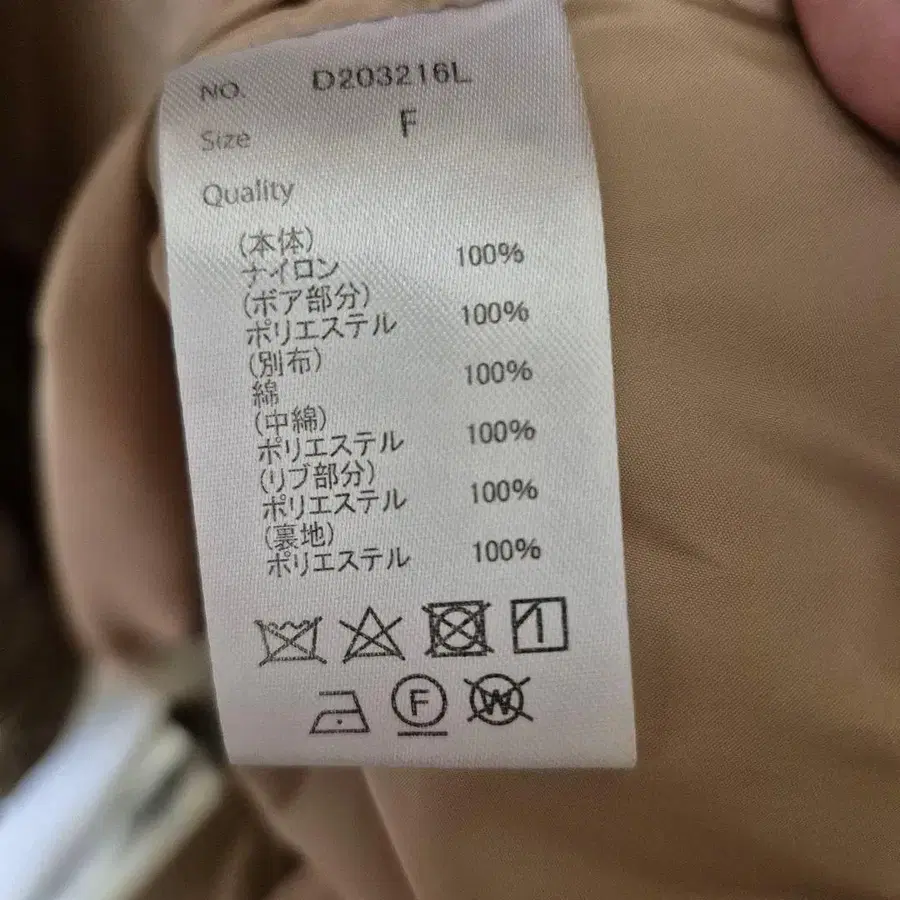 NO. D203216L
Size F
Quality
(本体)
ナイロン 100%
(ボア部分)
ポリエステル 100%
(別布)
綿 100%
(中綿)
ポリエステル 100%
(リブ部分)
ポリエステル 100%
(裏地)
ポリエステル 100%
F W